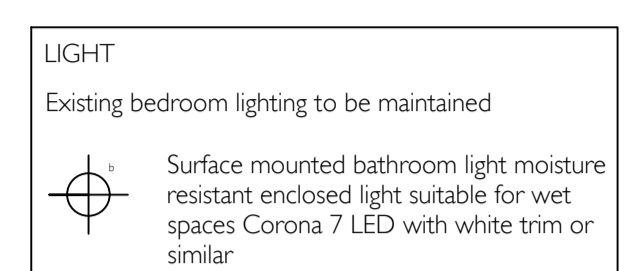 LIGHT
Existing bedroom lighting to be maintained
b
Surface mounted bathroom light moisture
resistant enclosed light suitable for wet
spaces Corona 7 LED with white trim or
similar